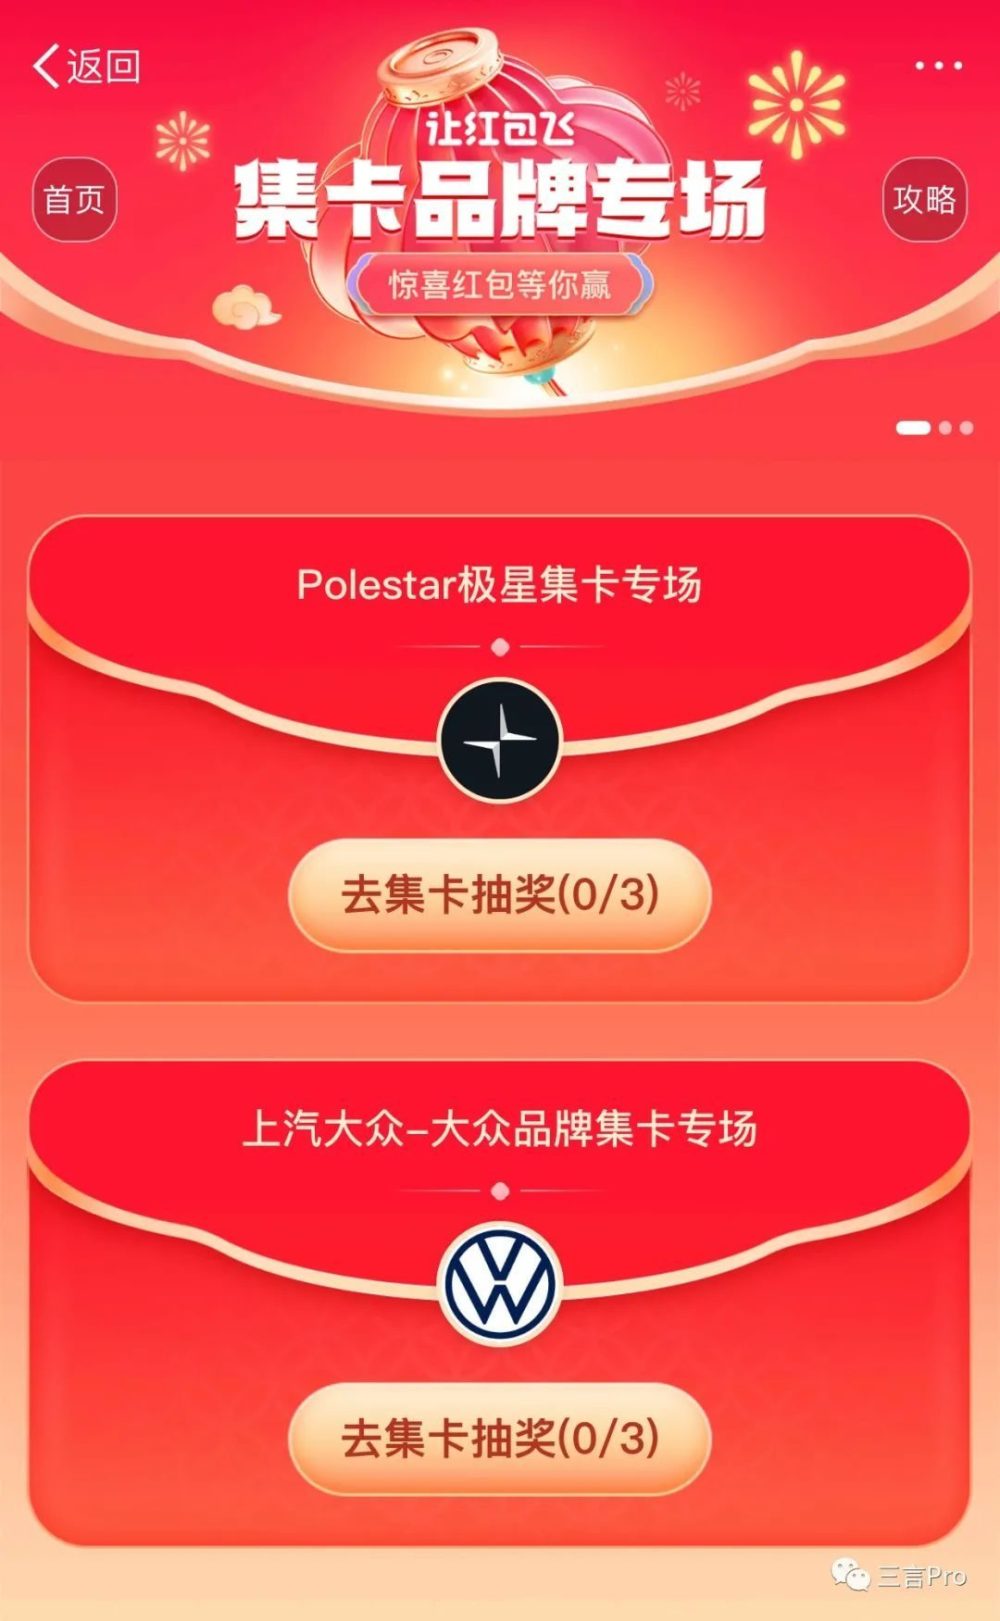 返回
让红包飞
首页
集卡品牌专场
攻略
惊喜红包等你赢
Polestar极星集卡专场
去集卡抽奖(0/3)
上汽大众-大众品牌集卡专场
去集卡抽奖(0/3)
三言Pro